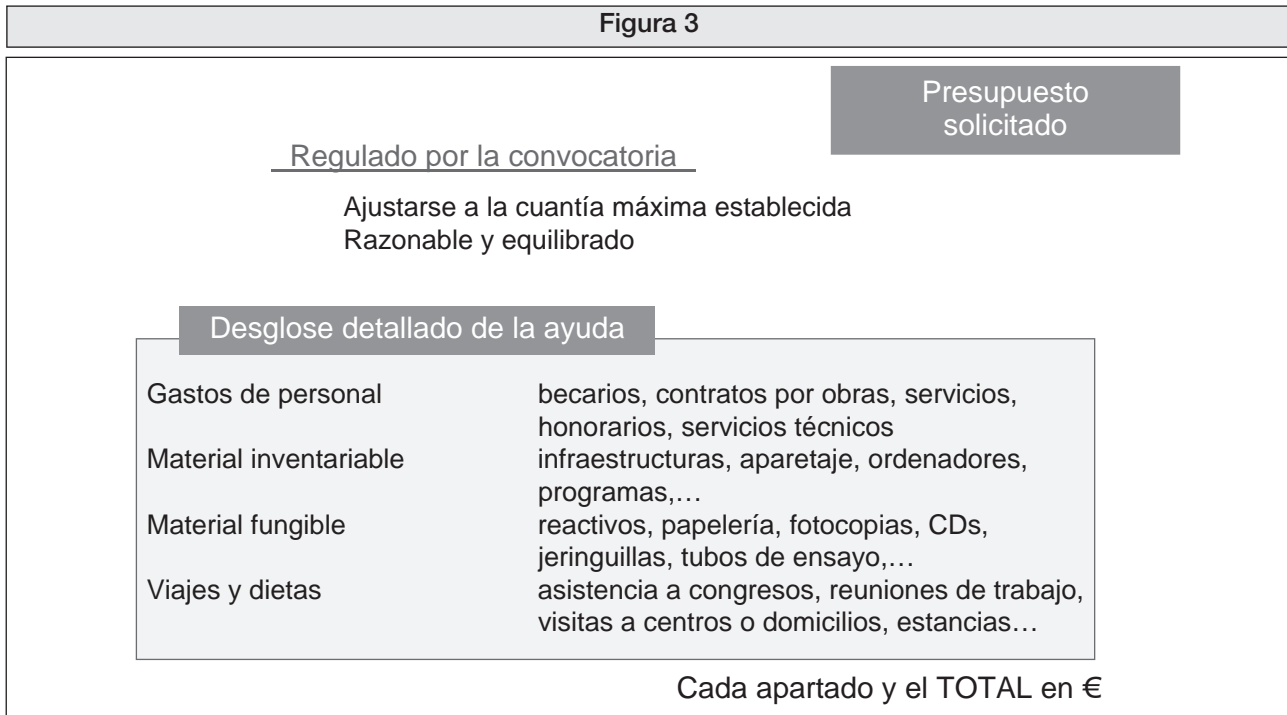 Figura 3
Presupuesto
solicitado
Regulado por la convocatoria
Ajustarse a la cuantía máxima establecida
Razonable y equilibrado
Desglose detallado de la ayuda
Gastos de personal becarios, contratos por obras, servicios,
honorarios, servicios técnicos
Material inventariable infraestructuras, aparetaje, ordenadores,
programas,…
Material fungible reactivos, papelería, fotocopias, CDs,
jeringuillas, tubos de ensayo,…
Viajes y dietas asistencia a congresos, reuniones de trabajo,
visitas a centros o domicilios, estancias…
Cada apartado y el TOTAL en €